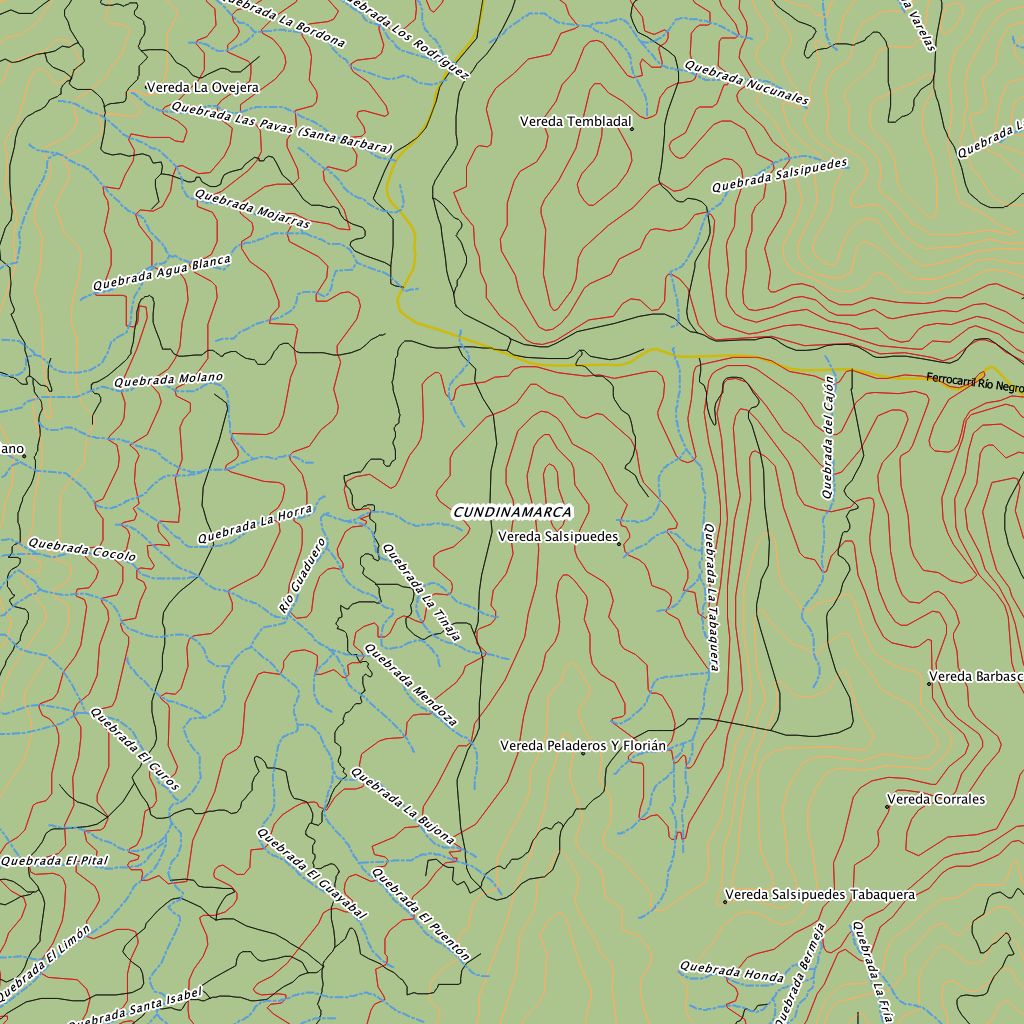 Quebrada La Bordona
Quebrada Los Rodríguez
Varelas
Quebrada Nucunales
Vereda La Ovejera
Quebrada Las Pavas (Santa Barbara)
Vereda Tembladal
Quebrada L
Quebrada Salsipuedes
Quebrada Mojarras
Quebrada Agua Blanca
Quebrada Molano
Ferrocarril Río Negro
Quebrada del Cajón
ano
CUNDINAMARCA
Quebrada La Horra
Vereda Salsipuedes
Quebrada Cocolo
Río Guaduero
Quebrada La Tinaja
Quebrada La Tabaquera
Quebrada Mendoza
Vereda Barbasc
Quebrada El Curos
Vereda Peladeros Y Florián
Quebrada La Bujona
Vereda Corrales
Quebrada El Pital
Quebrada El Guayabal
Quebrada El Puentón
Vereda Salsipuedes Tabaquera
Quebrada El Limón
Quebrada Bermeja
Quebrada La Fría
Quebrada Honda
Quebrada Santa Isabel